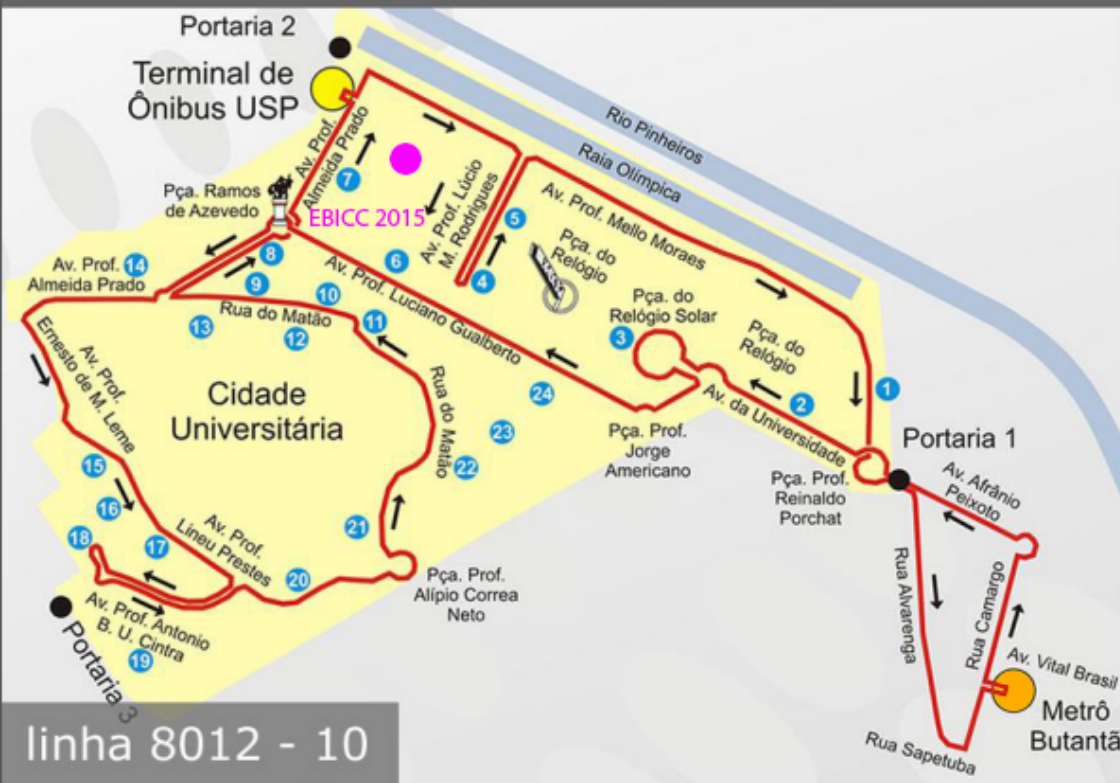 Portaria 2
Terminal de
Ônibus USP
Rio Pinheiros
Raia Olímpica
Av. Prof.
Almeida Prado
7
Pça. Ramos
de Azevedo
EBICC 2015
Av. Prof. Lúcio
M. Rodrigues
5
Av. Prof. Mello Moraes
Pça. do
Relógio
Av. Prof.
Almeida Prado
14
8
9
6
4
10
Av. Prof. Luciano Gualberto
Pça. do
Relógio Solar
3
Pça. do
Relógio
Rua do Matão
11
13
12
Av. Prof.
Ernesto de M. Leme
Cidade
Universitária
Rua do Matão
24
23
22
Av. da Universidade
2
1
Pça. Prof.
Jorge
Americano
Portaria 1
Pça. Prof.
Reinaldo
Porchat
Av. Afrânio
Peixoto
15
16
18
17
Av. Prof.
Lineu Prestes
21
20
Pça. Prof.
Alípio Correa
Neto
Rua Alvarenga
Rua Camargo
Av. Prof. Antonio
B. U. Cintra
19
Portaria 3
Av. Vital Brasil
Metrô
Butantã
Rua Sapetuba
linha 8012 - 10